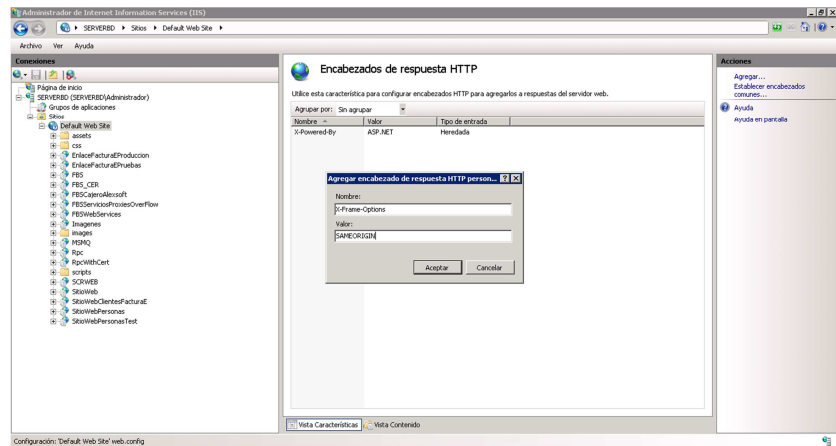 Administrador de Internet Information Services (IIS)
SERVERBD ▸ Sitios ▸ Default Web Site ▸
Archivo Ver Ayuda
Conexiones
Página de inicio
SERVERBD (SERVERBD\Administrador)
Grupos de aplicaciones
Sitios
Default Web Site
assets
css
EnlaceFacturaEProduccion
EnlaceFacturaEPruebas
FBS
FBS_CER
FBSCajeroAlexsoft
FBSServiciosProxiesOverFlow
FBSWebServices
Imagenes
images
MSMQ
Rpc
RpcWithCert
scripts
SCRWEB
SitioWeb
SitioWebClientesFacturaE
SitioWebPersonas
SitioWebPersonasTest
Encabezados de respuesta HTTP
Utilice esta característica para configurar encabezados HTTP para agregarlos a respuestas del servidor web.
Agrupar por: Sin agrupar
Nombre Valor Tipo de entrada
X-Powered-By ASP.NET Heredada
Agregar encabezado de respuesta HTTP person...
Nombre:
X-Frame-Options
Valor:
SAMEORIGIN
Aceptar Cancelar
Vista Características Vista Contenido
Acciones
Agregar...
Establecer encabezados
comunes...
Ayuda
Ayuda en pantalla
Configuración: 'Default Web Site' web.config